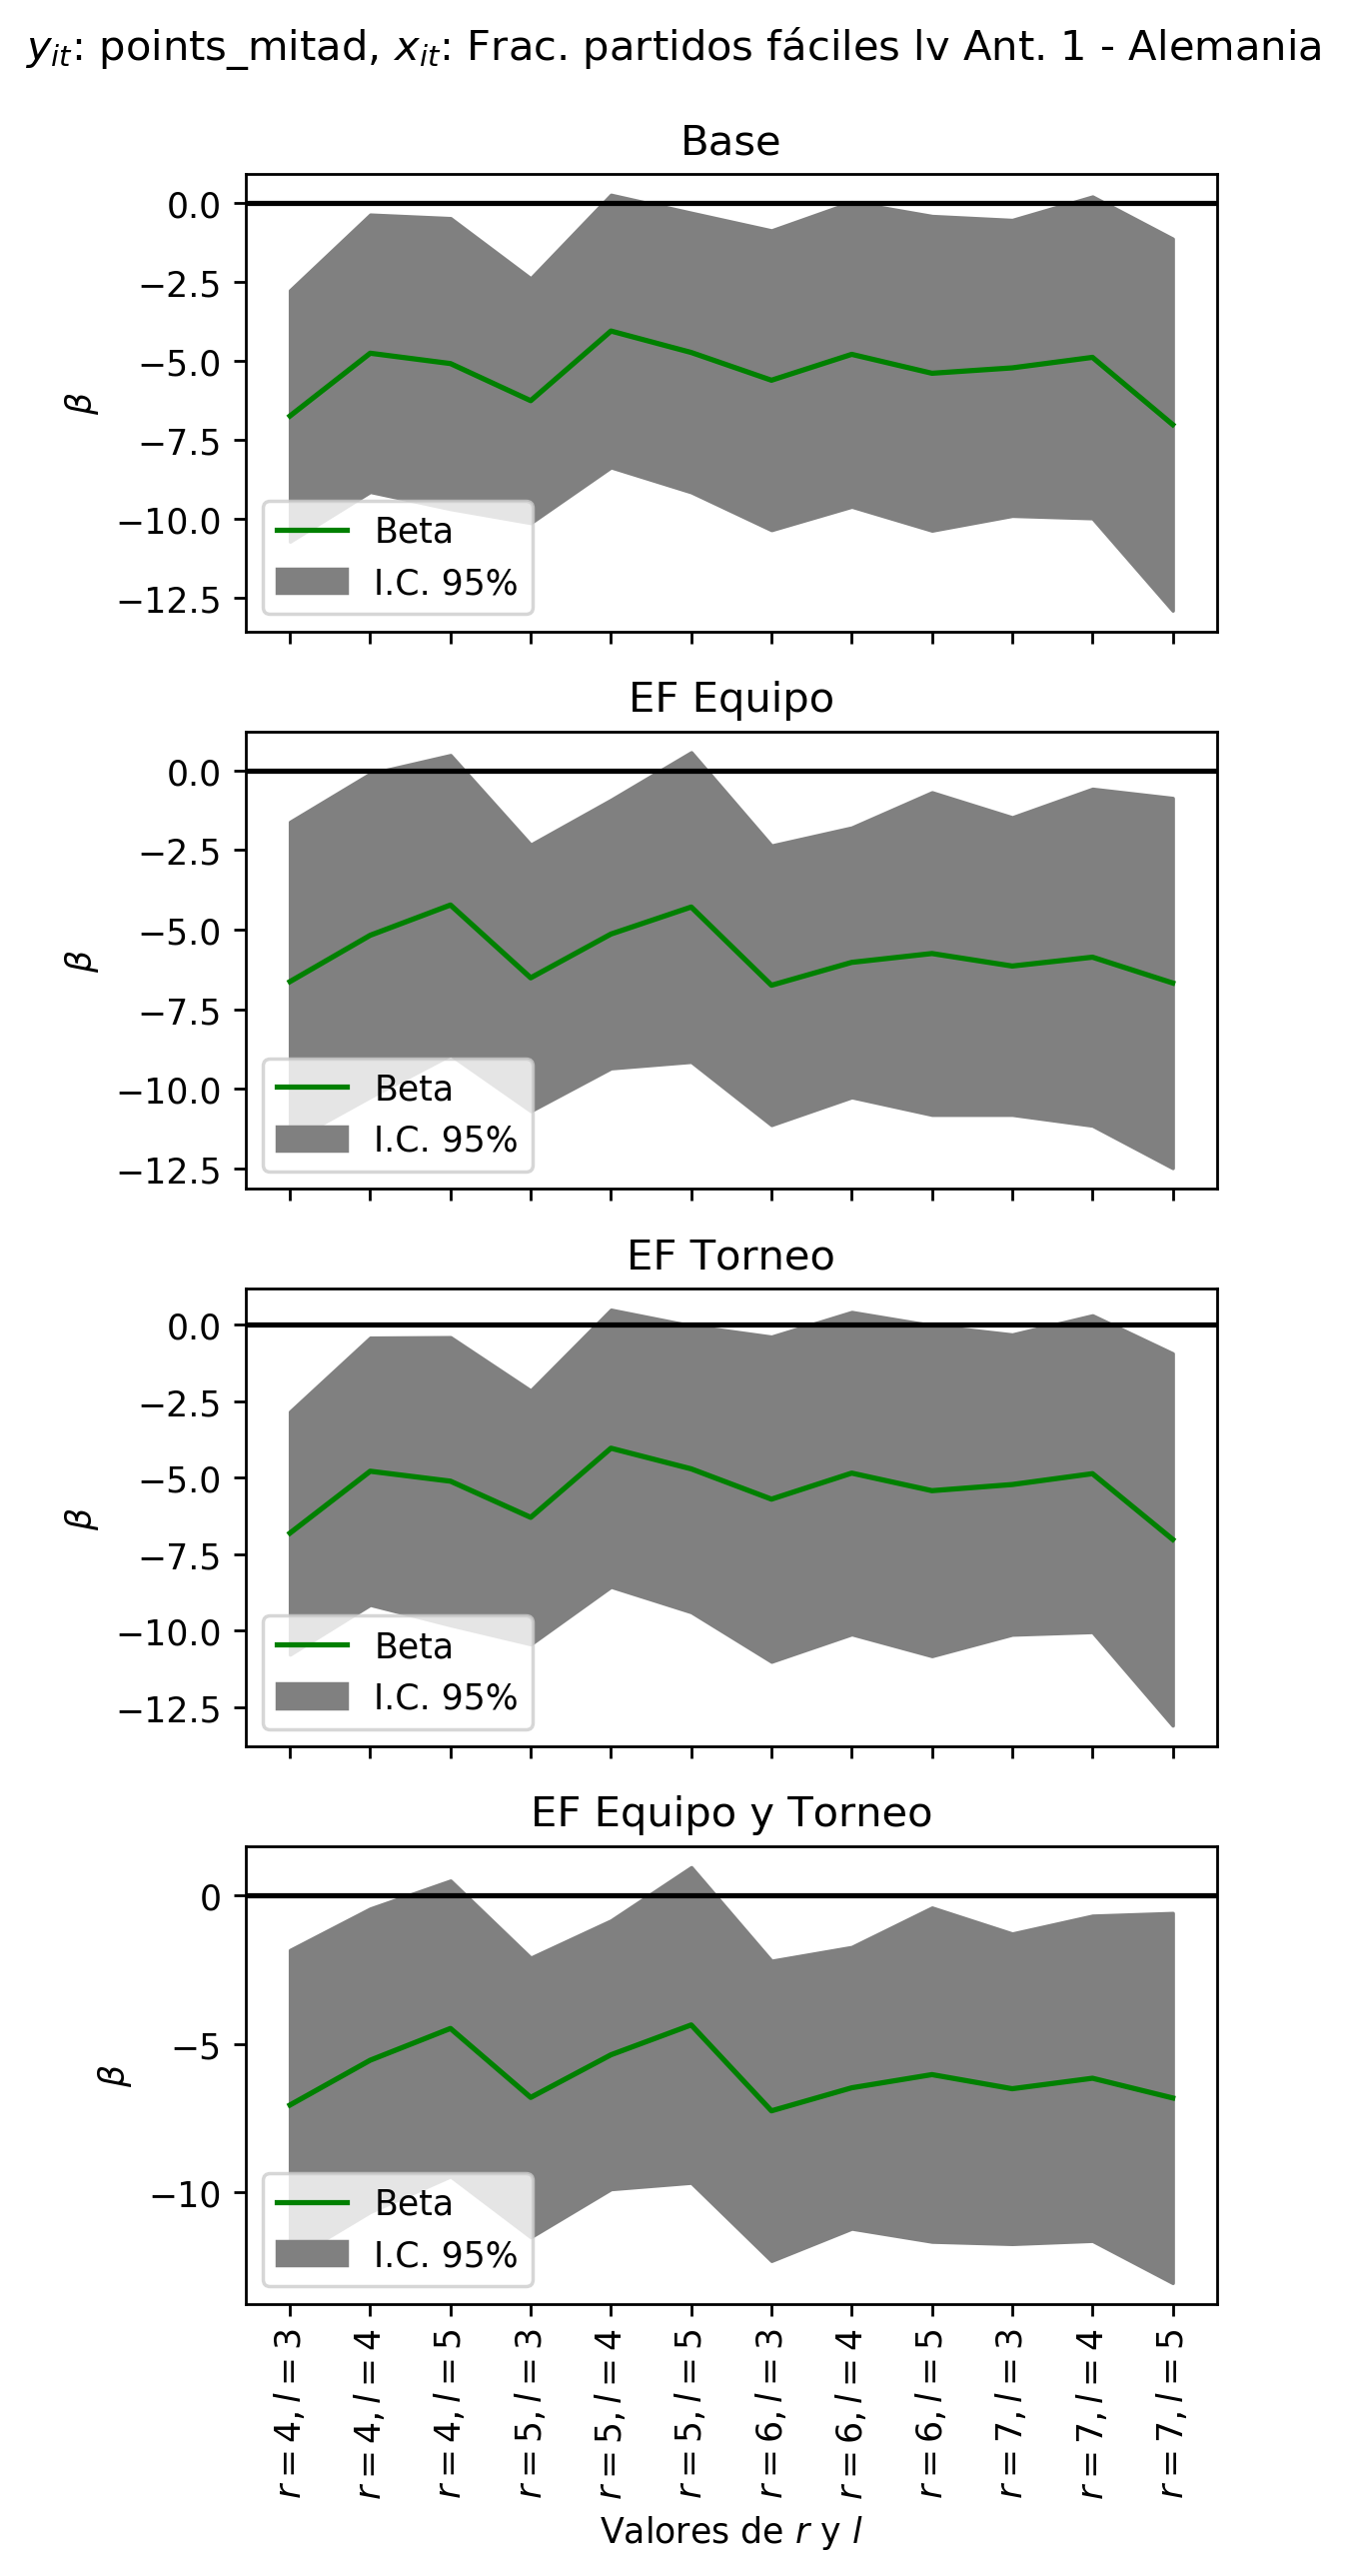 y_it: points_mitad, x_it: Frac. partidos fáciles lv Ant. 1 - Alemania
Base
0.0
−2.5
−5.0
−7.5
−10.0
−12.5
β
Beta
I.C. 95%
EF Equipo
0.0
−2.5
−5.0
−7.5
−10.0
−12.5
β
Beta
I.C. 95%
EF Torneo
0.0
−2.5
−5.0
−7.5
−10.0
−12.5
β
Beta
I.C. 95%
EF Equipo y Torneo
0
−5
−10
β
Beta
I.C. 95%
r = 4, l = 3
r = 4, l = 4
r = 4, l = 5
r = 5, l = 3
r = 5, l = 4
r = 5, l = 5
r = 6, l = 3
r = 6, l = 4
r = 6, l = 5
r = 7, l = 3
r = 7, l = 4
r = 7, l = 5
Valores de r y l